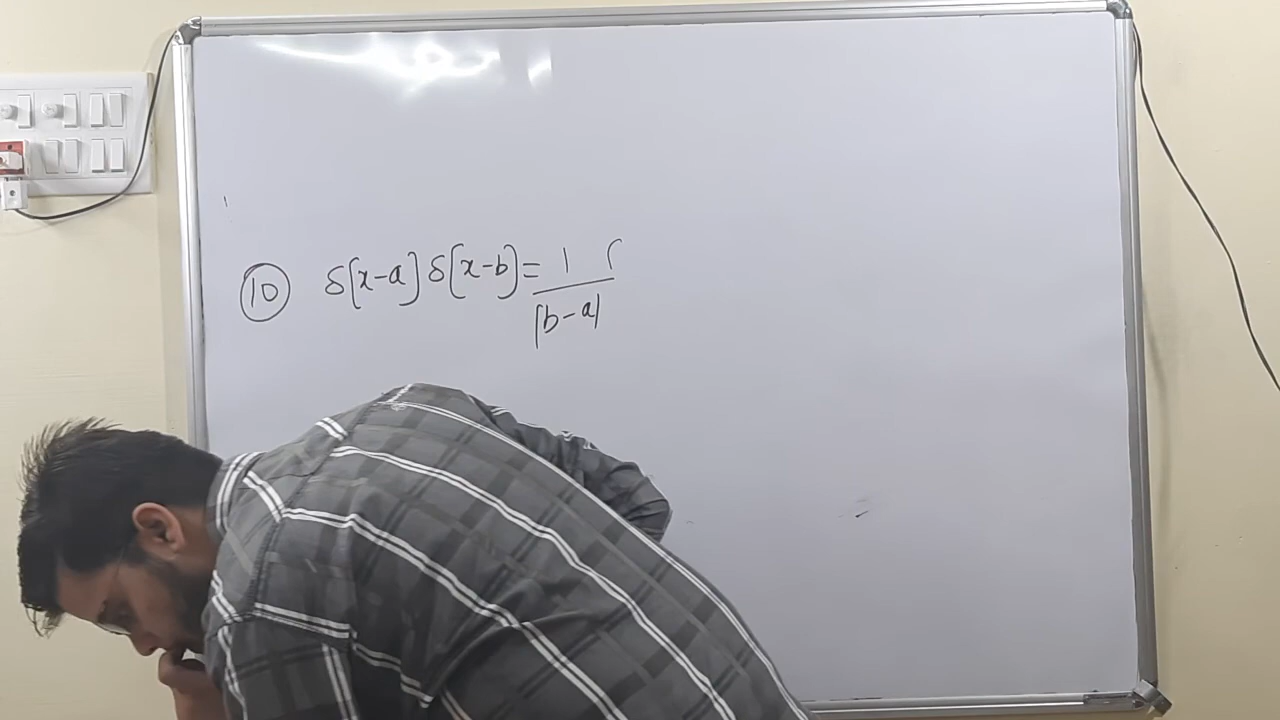 (10) δ[x-a] δ[x-b] = 1 [
|b-a|